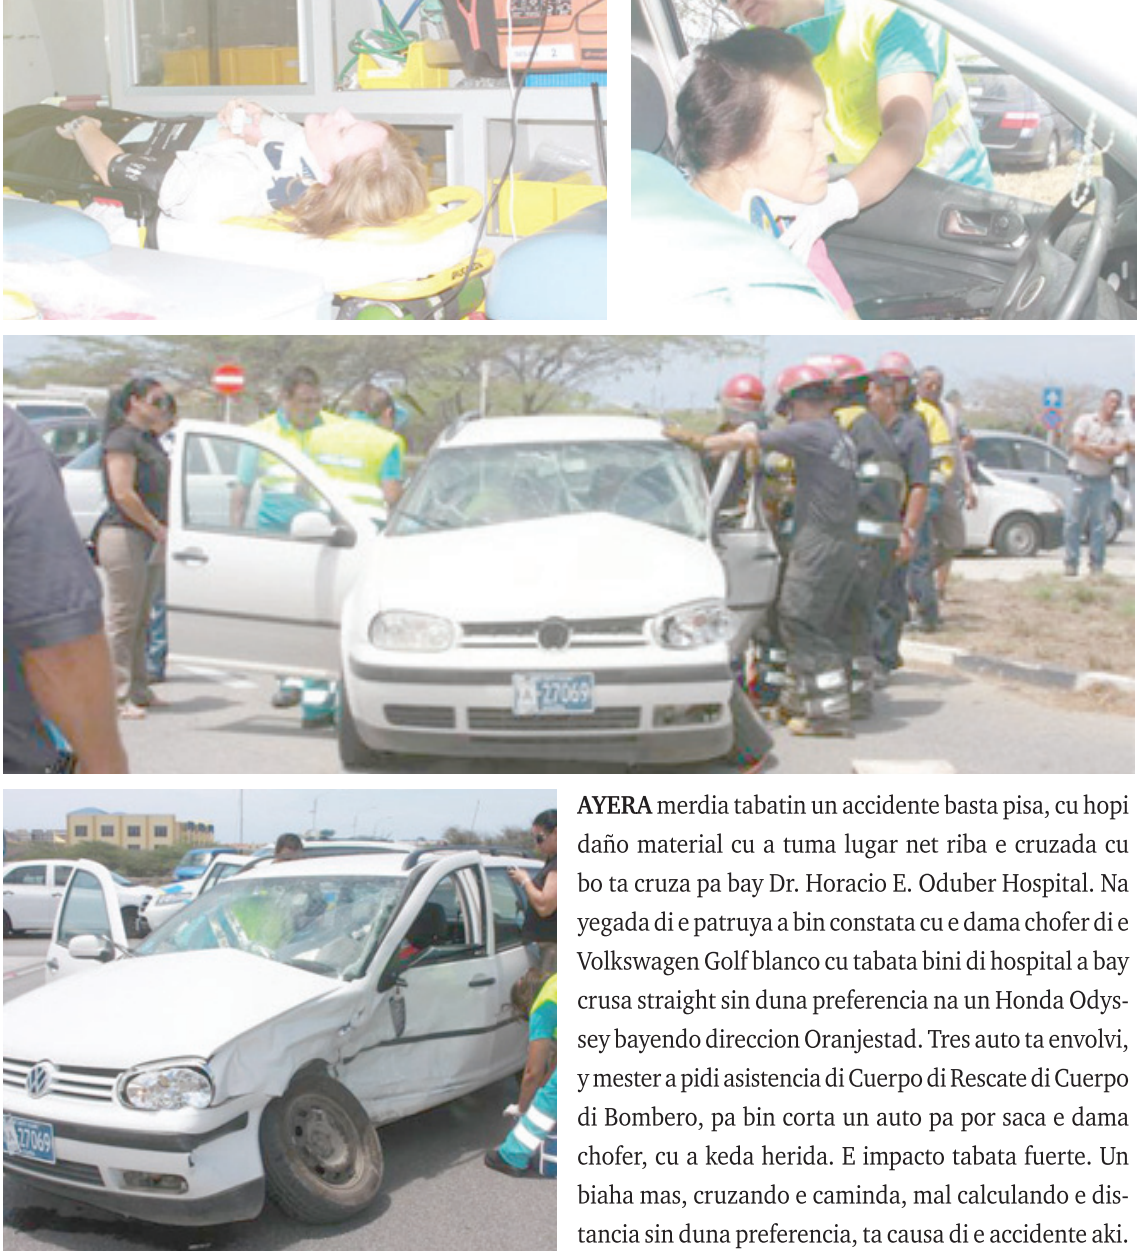 27069
27069
AYERA merdia tabatin un accidente basta pisa, cu hopi
daño material cu a tuma lugar net riba e cruzada cu
bo ta cruza pa bay Dr. Horacio E. Oduber Hospital. Na
yegada di e patruya a bin constata cu e dama chofer di e
Volkswagen Golf blanco cu tabata bini di hospital a bay
crusa straight sin duna preferencia na un Honda Odys-
sey bayendo direccion Oranjestad. Tres auto ta envolvi,
y mester a pidi asistencia di Cuerpo di Rescate di Cuerpo
di Bombero, pa bin corta un auto pa por saca e dama
chofer, cu a keda herida. E impacto tabata fuerte. Un
biaha mas, cruzando e caminda, mal calculando e dis-
tancia sin duna preferencia, ta causa di e accidente aki.